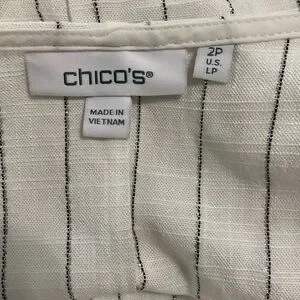 chico's®
2P
U.S.
LP
MADE IN
VIETNAM